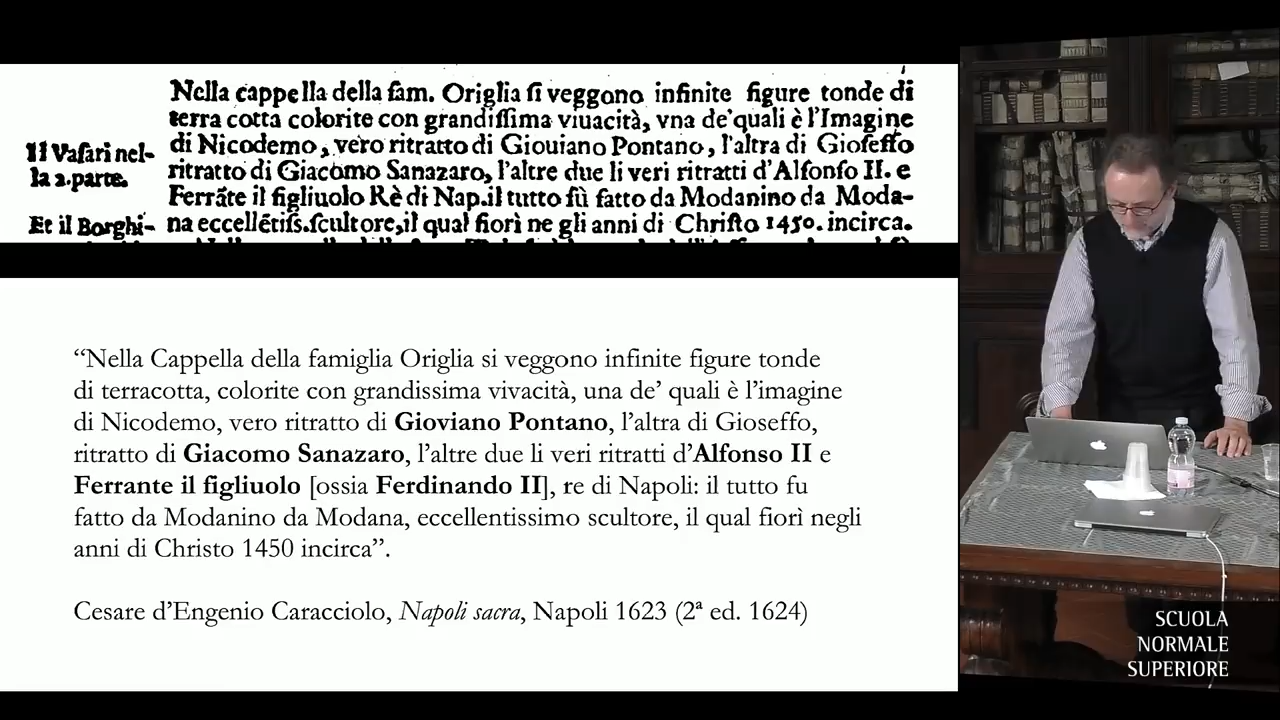 Nella cappella della fam. Origlia ſi veggono infinite figure tonde di
terra cotta colorite con grandiſſima viuacità, vna de'quali è l'Imagine
di Nicodemo, vero ritratto di Giouiano Pontano, l'altra di Gioſeffo
ritratto di Giacomo Sanazaro, l'altre due li veri ritratti d'Alfonſo II. e
Ferrãte il figliuolo Rè di Nap.il tutto fù fatto da Modanino da Moda-
na eccellẽtiſs.ſcultore,il qual fiorì ne gli anni di Chriſto 1450. incirca.
Il Vaſari nel-
la 2. parte.
Et il Borghi-
“Nella Cappella della famiglia Origlia si veggono infinite figure tonde
di terracotta, colorite con grandissima vivacità, una de’ quali è l’imagine
di Nicodemo, vero ritratto di Gioviano Pontano, l’altra di Gioseffo,
ritratto di Giacomo Sanazaro, l’altre due li veri ritratti d’Alfonso II e
Ferrante il figliuolo [ossia Ferdinando II], re di Napoli: il tutto fu
fatto da Modanino da Modana, eccellentissimo scultore, il qual fiorì negli
anni di Christo 1450 incirca”.
Cesare d’Engenio Caracciolo, Napoli sacra, Napoli 1623 (2ª ed. 1624)
SCUOLA
NORMALE
SUPERIORE